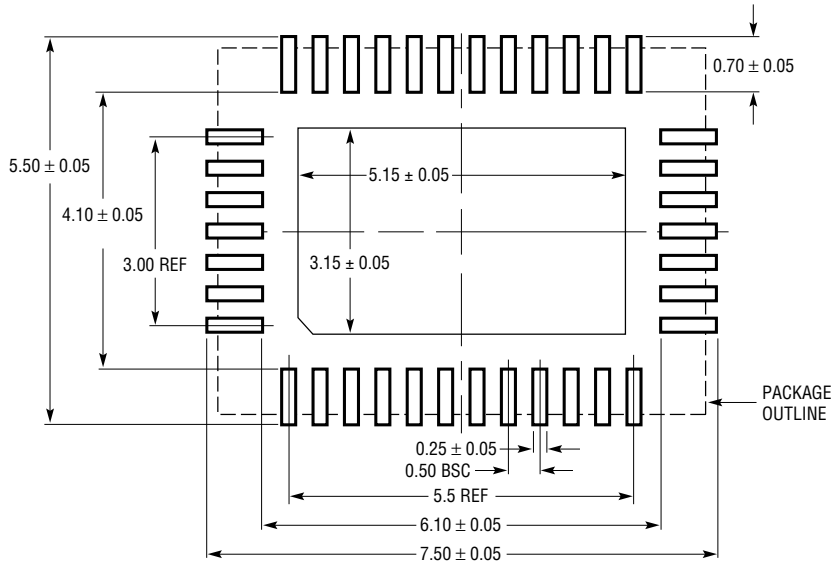 0.70 ± 0.05
5.50 ± 0.05
5.15 ± 0.05
4.10 ± 0.05
3.00 REF
3.15 ± 0.05
PACKAGE
OUTLINE
0.25 ± 0.05
0.50 BSC
5.5 REF
6.10 ± 0.05
7.50 ± 0.05